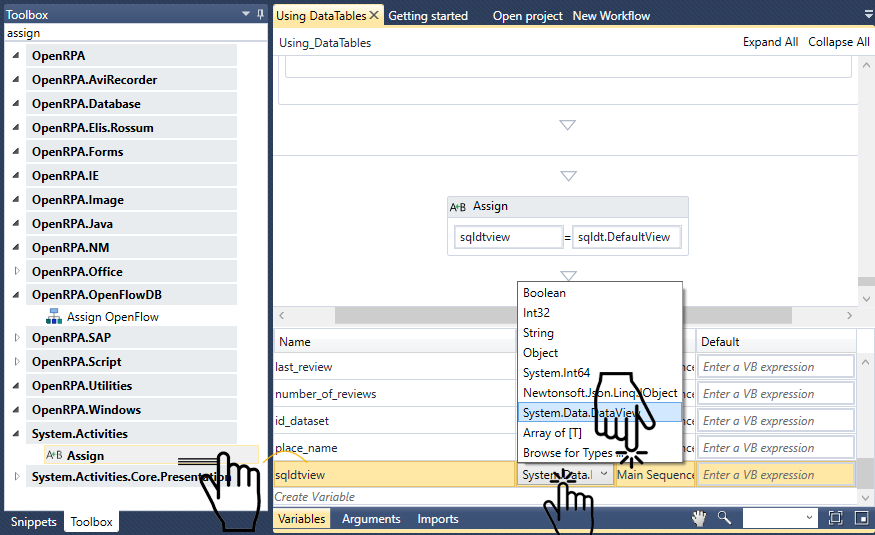 Toolbox
assign
OpenRPA
OpenRPA.AviRecorder
OpenRPA.Database
OpenRPA.Elis.Rossum
OpenRPA.Forms
OpenRPA.IE
OpenRPA.Image
OpenRPA.Java
OpenRPA.NM
OpenRPA.Office
OpenRPA.OpenFlowDB
Assign OpenFlow
OpenRPA.SAP
OpenRPA.Script
OpenRPA.Utilities
OpenRPA.Windows
System.Activities
A+B Assign
System.Activities.Core.Presentation
Snippets Toolbox
Using DataTables Getting started Open project New Workflow
Using_DataTables Expand All Collapse All
A+B Assign
sqldtview = sqldt.DefaultView
Name Default
last_review Enter a VB expression
number_of_reviews Enter a VB expression
id_dataset Enter a VB expression
place_name Enter a VB expression
sqldtview System.Data. Main Sequence Enter a VB expression
Create Variable
Boolean
Int32
String
Object
System.Int64
Newtonsoft.Json.Linq.JObject
System.Data.DataView
Array of [T]
Browse for Types ...
Variables Arguments Imports